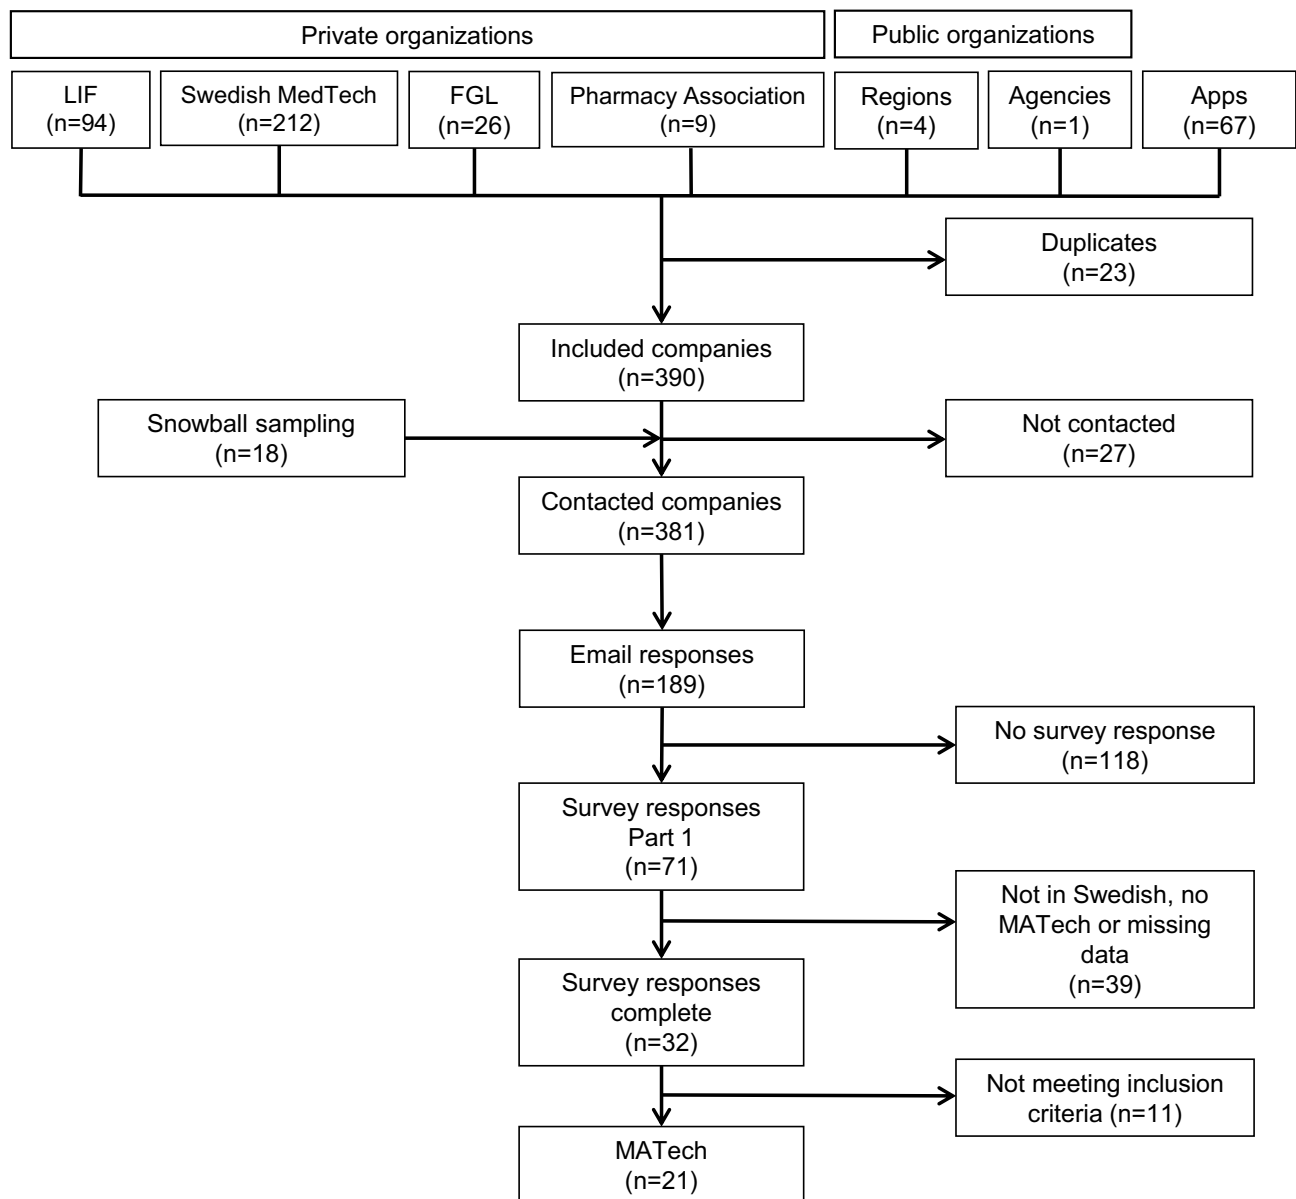 Private organizations
Public organizations
LIF
(n=94)
Swedish MedTech
(n=212)
FGL
(n=26)
Pharmacy Association
(n=9)
Regions
(n=4)
Agencies
(n=1)
Apps
(n=67)
Duplicates
(n=23)
Included companies
(n=390)
Snowball sampling
(n=18)
Not contacted
(n=27)
Contacted companies
(n=381)
Email responses
(n=189)
No survey response
(n=118)
Survey responses
Part 1
(n=71)
Not in Swedish, no
MATech or missing
data
(n=39)
Survey responses
complete
(n=32)
Not meeting inclusion
criteria (n=11)
MATech
(n=21)